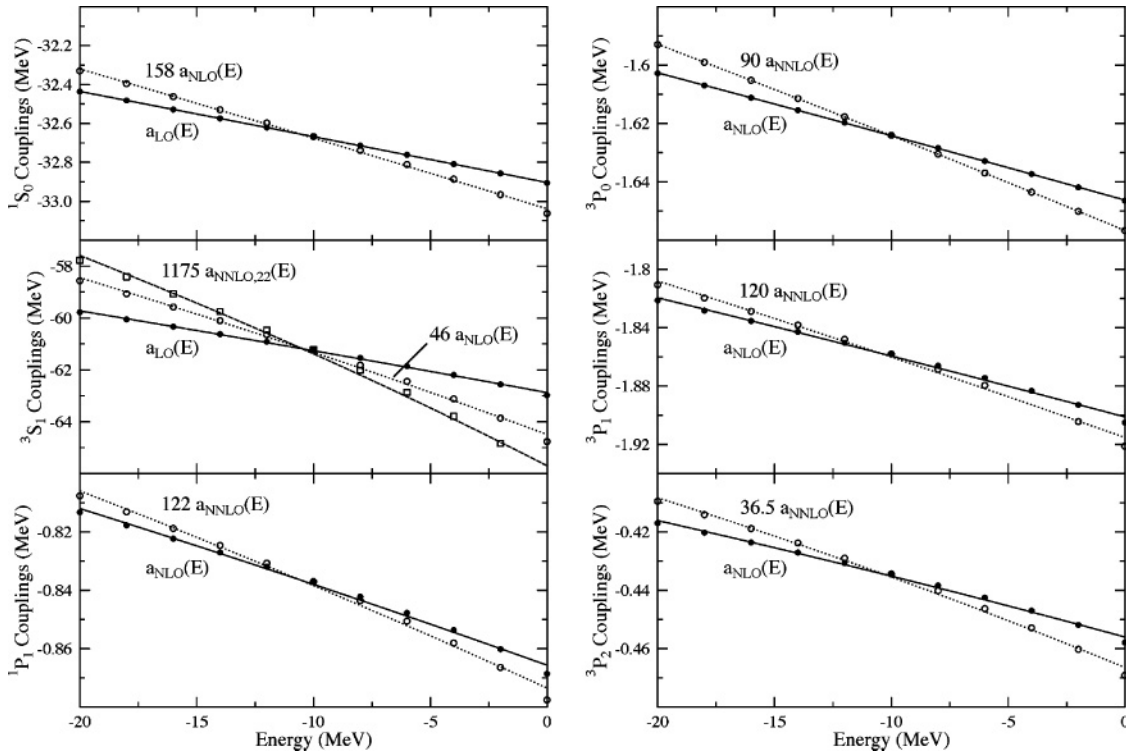 ¹S₀ Couplings (MeV)
-32.2
-32.4
-32.6
-32.8
-33.0
158 a_NLO(E)
a_LO(E)
³S₁ Couplings (MeV)
-58
-60
-62
-64
1175 a_NNLO,22(E)
46 a_NLO(E)
a_LO(E)
¹P₁ Couplings (MeV)
-0.82
-0.84
-0.86
122 a_NNLO(E)
a_NLO(E)
-20 -15 -10 -5 0
Energy (MeV)
³P₀ Couplings (MeV)
-1.6
-1.62
-1.64
90 a_NNLO(E)
a_NLO(E)
³P₁ Couplings (MeV)
-1.8
-1.84
-1.88
-1.92
120 a_NNLO(E)
a_NLO(E)
³P₂ Couplings (MeV)
-0.42
-0.44
-0.46
36.5 a_NNLO(E)
a_NLO(E)
-20 -15 -10 -5 0
Energy (MeV)